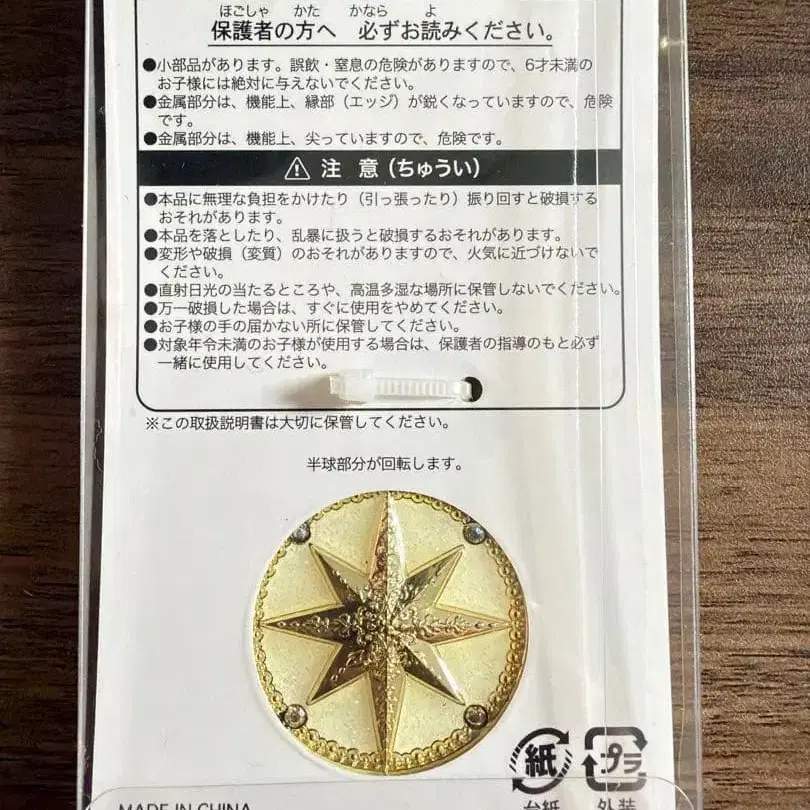 ほごしゃ かた かなら よ
保護者の方へ 必ずお読みください。
●小部品があります。誤飲・窒息の危険がありますので、6才未満の
お子様には絶対に与えないでください。
●金属部分は、機能上、縁部（エッジ）が鋭くなっていますので、危険
です。
●金属部分は、機能上、尖っていますので、危険です。
注 意（ちゅうい）
●本品に無理な負担をかけたり（引っ張ったり）振り回すと破損する
おそれがあります。
●本品を落としたり、乱暴に扱うと破損するおそれがあります。
●変形や破損（変質）のおそれがありますので、火気に近づけないで
ください。
●直射日光の当たるところや、高温多湿な場所に保管しないでください。
●万一破損した場合は、すぐに使用をやめてください。
●お子様の手の届かない所に保管してください。
●対象年令未満のお子様が使用する場合は、保護者の指導のもと必ず
一緒に使用してください。
※この取扱説明書は大切に保管してください。
半球部分が回転します。
紙 プラ
台紙 外装
MADE IN CHINA